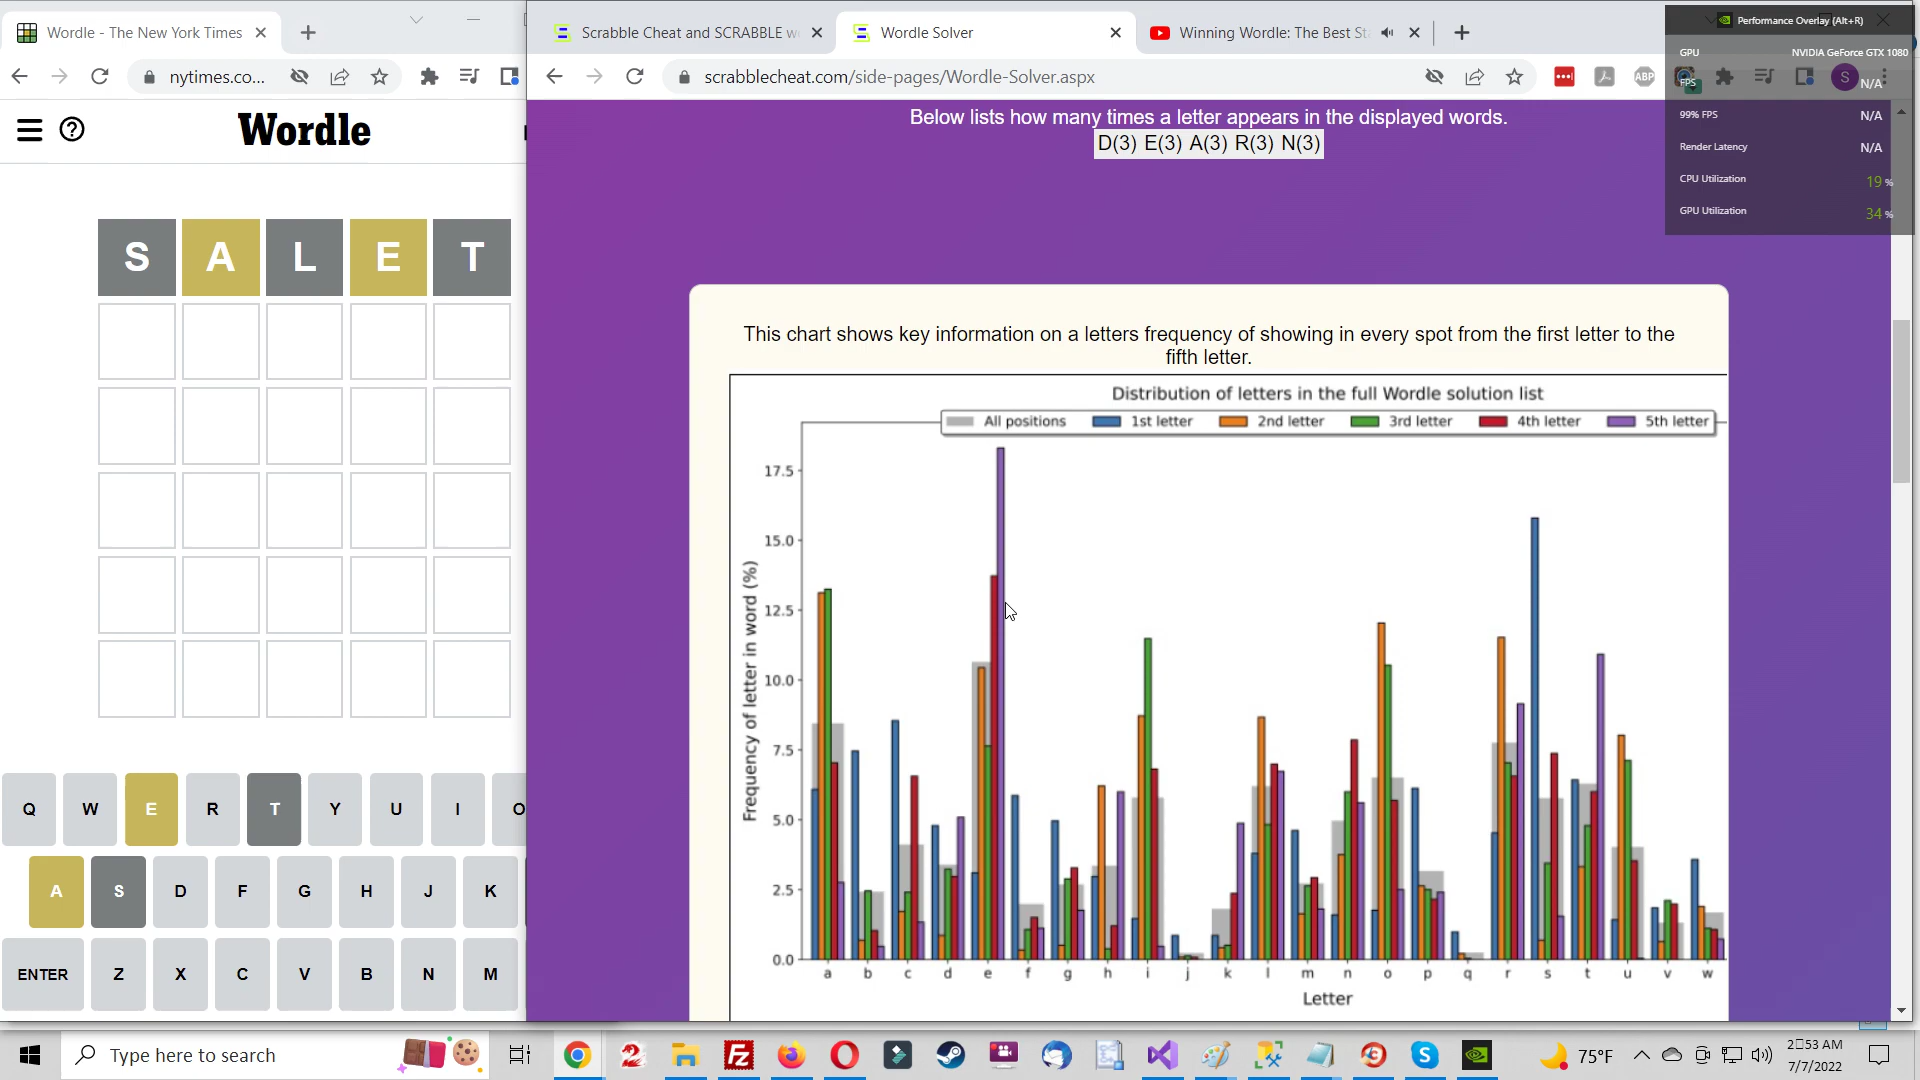 Wordle - The New York Times
nytimes.co...
Wordle
S A L E T
Q W E R T Y U I O
A S D F G H J K
ENTER Z X C V B N M
Scrabble Cheat and SCRABBLE w
Wordle Solver
Winning Wordle: The Best St
scrabblecheat.com/side-pages/Wordle-Solver.aspx
ABP
S
Performance Overlay (Alt+R)
GPU NVIDIA GeForce GTX 1080
FPS N/A
99% FPS N/A
Render Latency N/A
CPU Utilization 19 %
GPU Utilization 34 %
Below lists how many times a letter appears in the displayed words.
D(3) E(3) A(3) R(3) N(3)
This chart shows key information on a letters frequency of showing in every spot from the first letter to the
fifth letter.
Distribution of letters in the full Wordle solution list
All positions 1st letter 2nd letter 3rd letter 4th letter 5th letter
Frequency of letter in word (%)
17.5
15.0
12.5
10.0
7.5
5.0
2.5
0.0
a b c d e f g h i j k l m n o p q r s t u v w
Letter
Type here to search
75°F
2:53 AM
7/7/2022